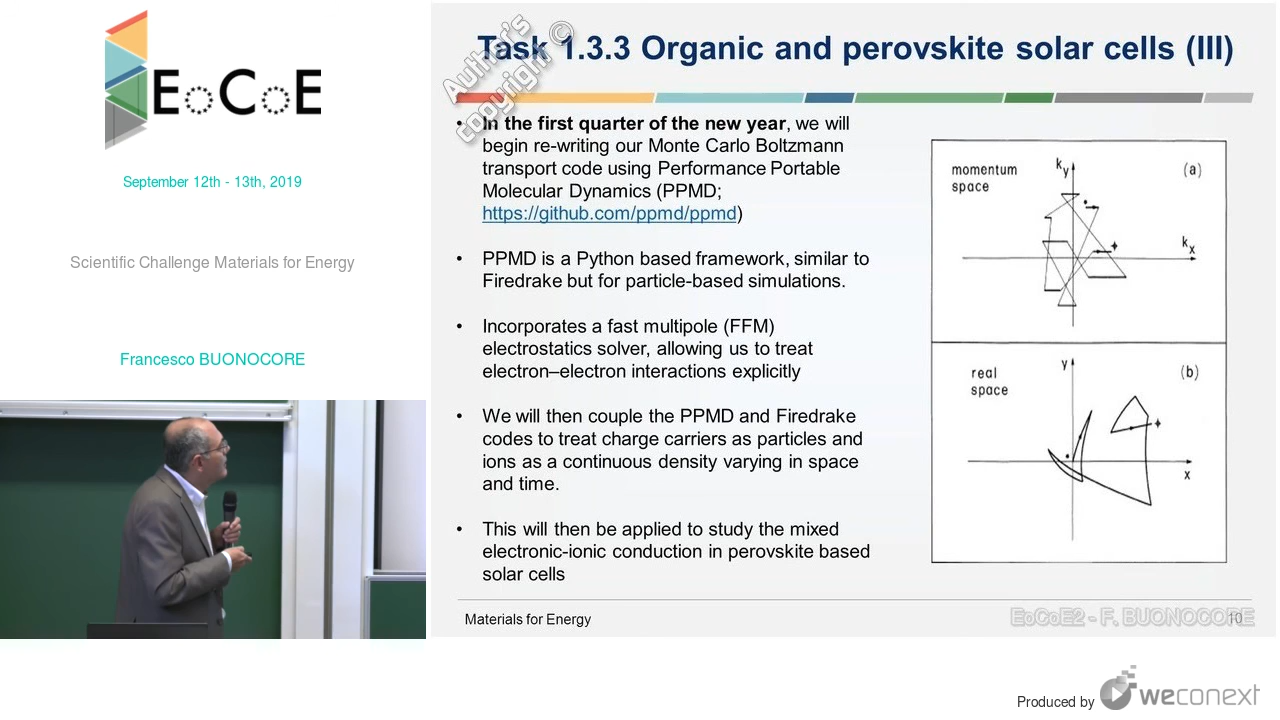 EoCoE
September 12th - 13th, 2019
Scientific Challenge Materials for Energy
Francesco BUONOCORE
Author's
copyright ©
Task 1.3.3 Organic and perovskite solar cells (III)
• In the first quarter of the new year, we will
begin re-writing our Monte Carlo Boltzmann
transport code using Performance Portable
Molecular Dynamics (PPMD;
https://github.com/ppmd/ppmd)
• PPMD is a Python based framework, similar to
Firedrake but for particle-based simulations.
• Incorporates a fast multipole (FFM)
electrostatics solver, allowing us to treat
electron–electron interactions explicitly
• We will then couple the PPMD and Firedrake
codes to treat charge carriers as particles and
ions as a continuous density varying in space
and time.
• This will then be applied to study the mixed
electronic-ionic conduction in perovskite based
solar cells
momentum
space
ky
(a)
kx
real
space
y
(b)
x
Materials for Energy
EoCoE2 - F. BUONOCORE
10
Produced by
weconext